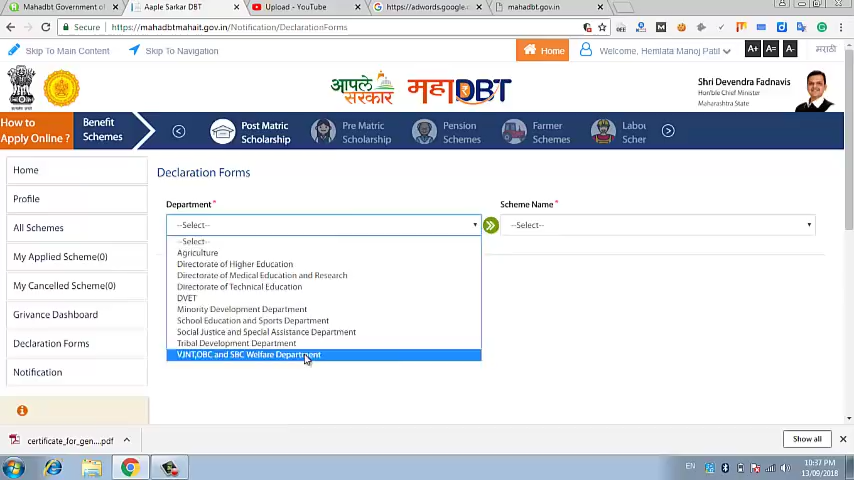 Mahadbt Government of
Aaple Sarkar DBT
Upload - YouTube
https://adwords.google.c
mahadbt.gov.in
Secure
https://mahadbtmahait.gov.in/Notification/DeclarationForms
Skip To Main Content
Skip To Navigation
Home
Welcome, Hemlata Manoj Patil
A+ A= A-
मराठी
आपले सरकार
महाDBT
Shri Devendra Fadnavis
Hon'ble Chief Minister
Maharashtra State
How to Apply Online ?
Benefit Schemes
Post Matric Scholarship
Pre Matric Scholarship
Pension Schemes
Farmer Schemes
Labou Scher
Home
Profile
All Schemes
My Applied Scheme(0)
My Cancelled Scheme(0)
Grivance Dashboard
Declaration Forms
Notification
Declaration Forms
Department *
Scheme Name *
--Select--
--Select--
--Select--
Agriculture
Directorate of Higher Education
Directorate of Medical Education and Research
Directorate of Technical Education
DVET
Minority Development Department
School Education and Sports Department
Social Justice and Special Assistance Department
Tribal Development Department
VJNT,OBC and SBC Welfare Department
certificate_for_gen....pdf
Show all
EN
10:37 PM
13/09/2018